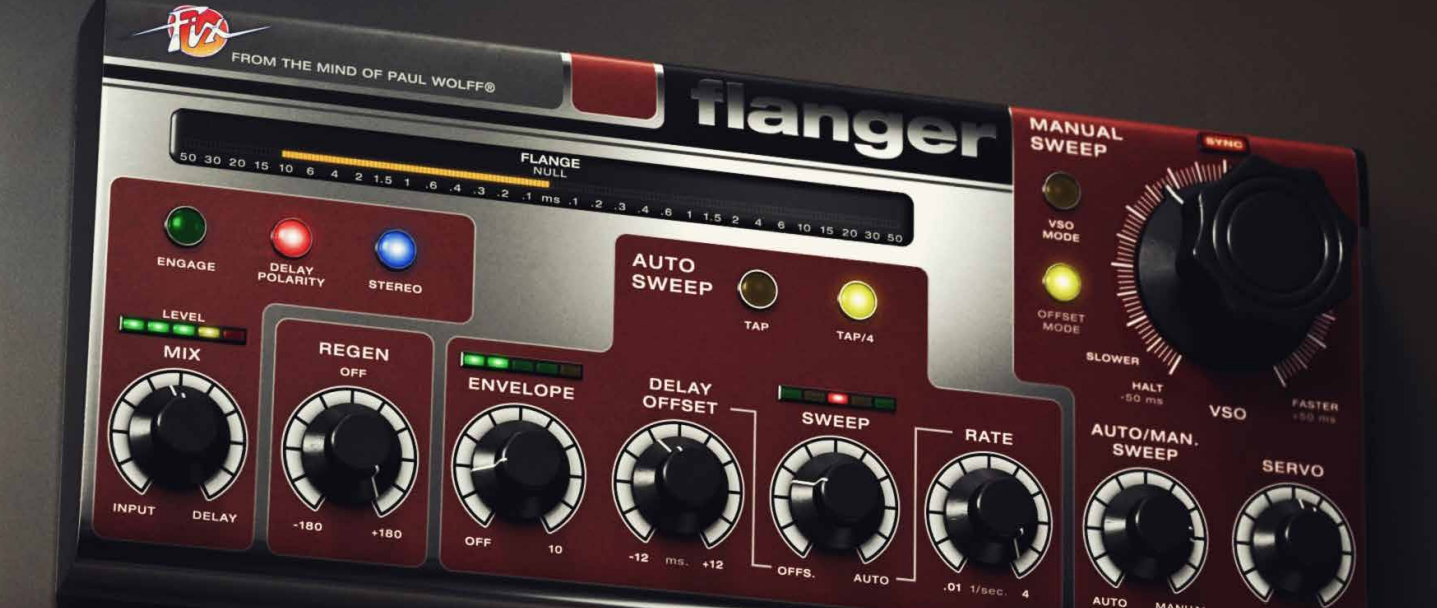 Fix
FROM THE MIND OF PAUL WOLFF®
flanger
FLANGE
NULL
50 30 20 15 10 6 4 2 1.5 1 .6 .4 .3 .2 .1 ms .1 .2 .3 .4 .6 1 1.5 2 4 6 10 15 20 30 50
MANUAL
SWEEP
SYNC
VSO
MODE
OFFSET
MODE
SLOWER
HALT
-50 ms
VSO
FASTER
+50 ms
ENGAGE
DELAY
POLARITY
STEREO
AUTO
SWEEP
TAP
TAP/4
LEVEL
MIX
INPUT
DELAY
REGEN
OFF
-180
+180
ENVELOPE
OFF
10
DELAY
OFFSET
-12 ms. +12
SWEEP
OFFS.
AUTO
RATE
.01 1/sec. 4
AUTO/MAN.
SWEEP
AUTO
MANUAL
SERVO